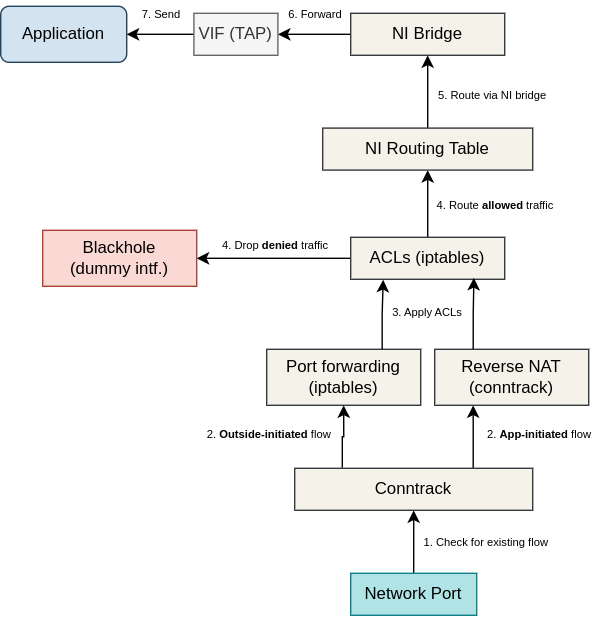 7. Send
6. Forward
Application
VIF (TAP)
NI Bridge
5. Route via NI bridge
NI Routing Table
4. Route allowed traffic
Blackhole
(dummy intf.)
4. Drop denied traffic
ACLs (iptables)
3. Apply ACLs
Port forwarding
(iptables)
Reverse NAT
(conntrack)
2. Outside-initiated flow
2. App-initiated flow
Conntrack
1. Check for existing flow
Network Port